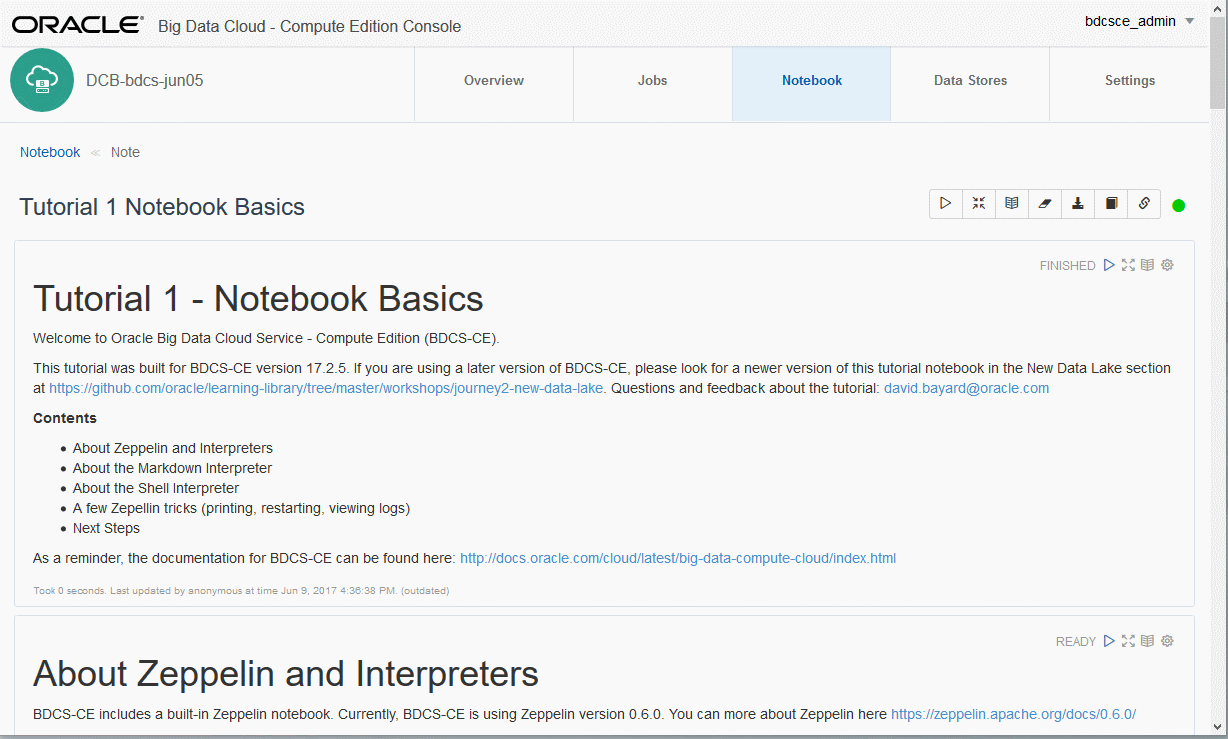 ORACLE Big Data Cloud - Compute Edition Console
bdcsce_admin
DCB-bdcs-jun05
Overview
Jobs
Notebook
Data Stores
Settings
Notebook
Note
Tutorial 1 Notebook Basics
FINISHED
Tutorial 1 - Notebook Basics
Welcome to Oracle Big Data Cloud Service - Compute Edition (BDCS-CE).
This tutorial was built for BDCS-CE version 17.2.5. If you are using a later version of BDCS-CE, please look for a newer version of this tutorial notebook in the New Data Lake section
at https://github.com/oracle/learning-library/tree/master/workshops/journey2-new-data-lake. Questions and feedback about the tutorial: david.bayard@oracle.com
Contents
About Zeppelin and Interpreters
About the Markdown Interpreter
About the Shell Interpreter
A few Zepellin tricks (printing, restarting, viewing logs)
Next Steps
As a reminder, the documentation for BDCS-CE can be found here: http://docs.oracle.com/cloud/latest/big-data-compute-cloud/index.html
Took 0 seconds. Last updated by anonymous at time Jun 9, 2017 4:36:38 PM. (outdated)
READY
About Zeppelin and Interpreters
BDCS-CE includes a built-in Zeppelin notebook. Currently, BDCS-CE is using Zeppelin version 0.6.0. You can more about Zeppelin here https://zeppelin.apache.org/docs/0.6.0/